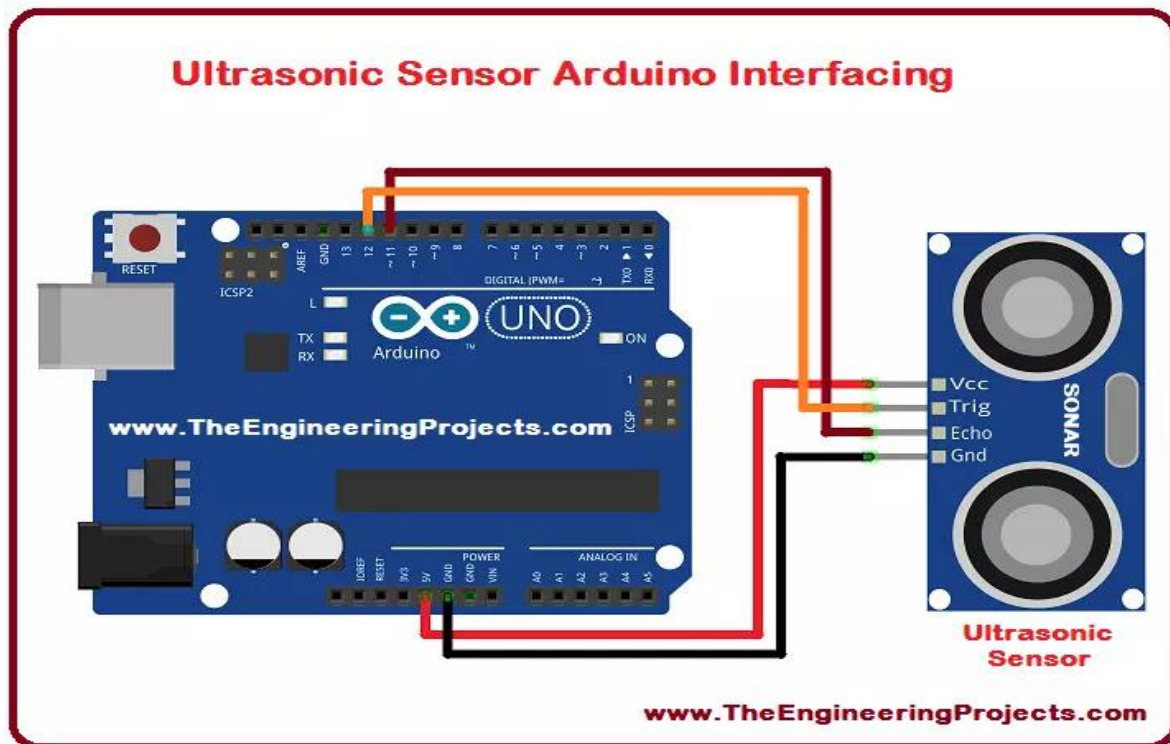 Ultrasonic Sensor Arduino Interfacing
RESET
ICSP2
AREF
GND
13
12
~11
~10
~9
8
7
~6
~5
4
~3
2
TX0 ▶ 1
RX0 ◀ 0
DIGITAL (PWM= ~)
L
TX
RX
Arduino
TM
UNO
ON
1
ICSP
www.TheEngineeringProjects.com
Vcc
Trig
Echo
Gnd
SONAR
POWER
ANALOG IN
IOREF
RESET
3V3
5V
GND
GND
VIN
A0
A1
A2
A3
A4
A5
Ultrasonic
Sensor
www.TheEngineeringProjects.com